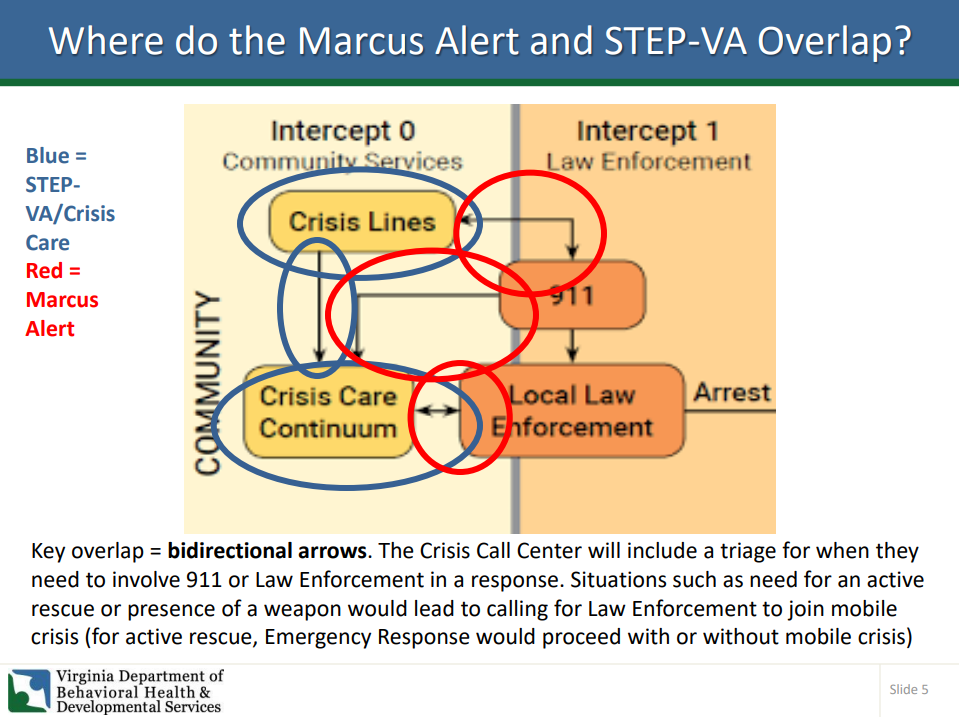 Where do the Marcus Alert and STEP-VA Overlap?
Blue =
STEP-
VA/Crisis
Care
Red =
Marcus
Alert
Intercept 0
Community Services
Intercept 1
Law Enforcement
COMMUNITY
Crisis Lines
911
Crisis Care
Continuum
Local Law
Enforcement
Arrest
Key overlap = bidirectional arrows. The Crisis Call Center will include a triage for when they
need to involve 911 or Law Enforcement in a response. Situations such as need for an active
rescue or presence of a weapon would lead to calling for Law Enforcement to join mobile
crisis (for active rescue, Emergency Response would proceed with or without mobile crisis)
Virginia Department of
Behavioral Health &
Developmental Services
Slide 5